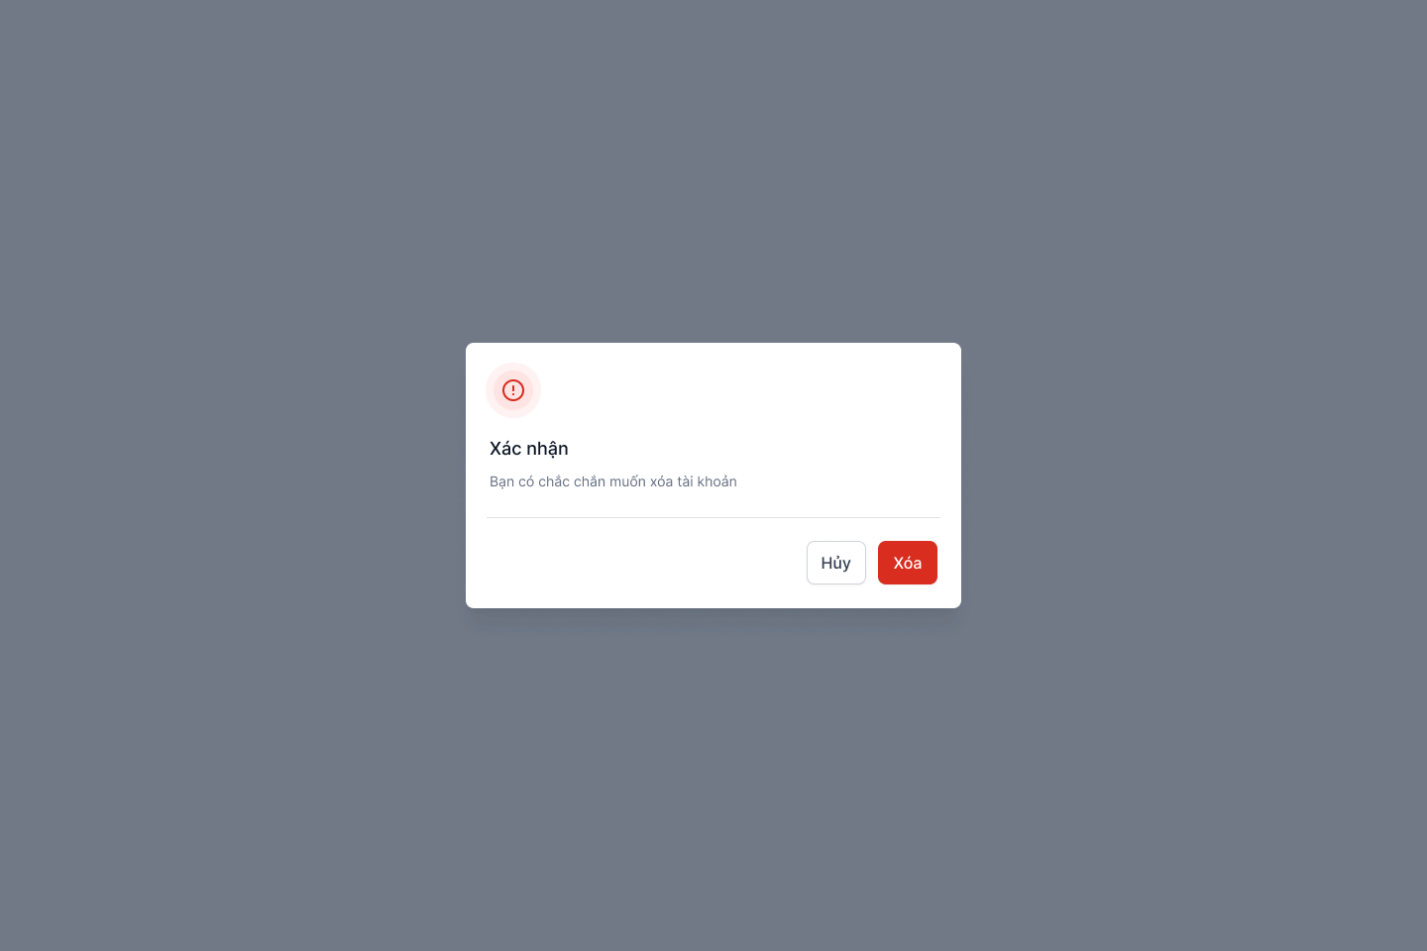 Xác nhận
Bạn có chắc chắn muốn xóa tài khoản
Hủy
Xóa